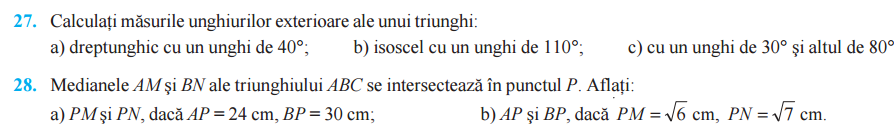 27. Calculați măsurile unghiurilor exterioare ale unui triunghi:
a) dreptunghic cu un unghi de 40°; b) isoscel cu un unghi de 110°; c) cu un unghi de 30° și altul de 80°
28. Medianele AM și BN ale triunghiului ABC se intersectează în punctul P. Aflați:
a) PM și PN, dacă AP = 24 cm, BP = 30 cm; b) AP și BP, dacă PM = √6 cm, PN = √7 cm.